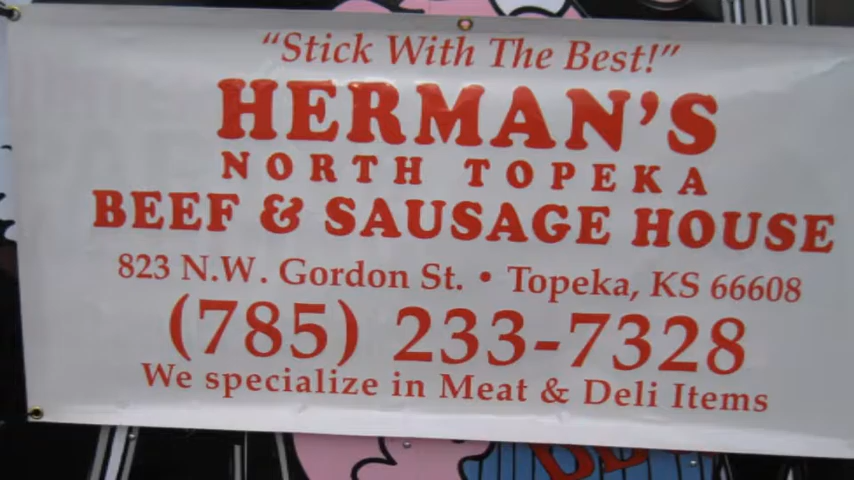 “Stick With The Best!”
HERMAN’S
NORTH TOPEKA
BEEF & SAUSAGE HOUSE
823 N.W. Gordon St. • Topeka, KS 66608
(785) 233-7328
We specialize in Meat & Deli Items